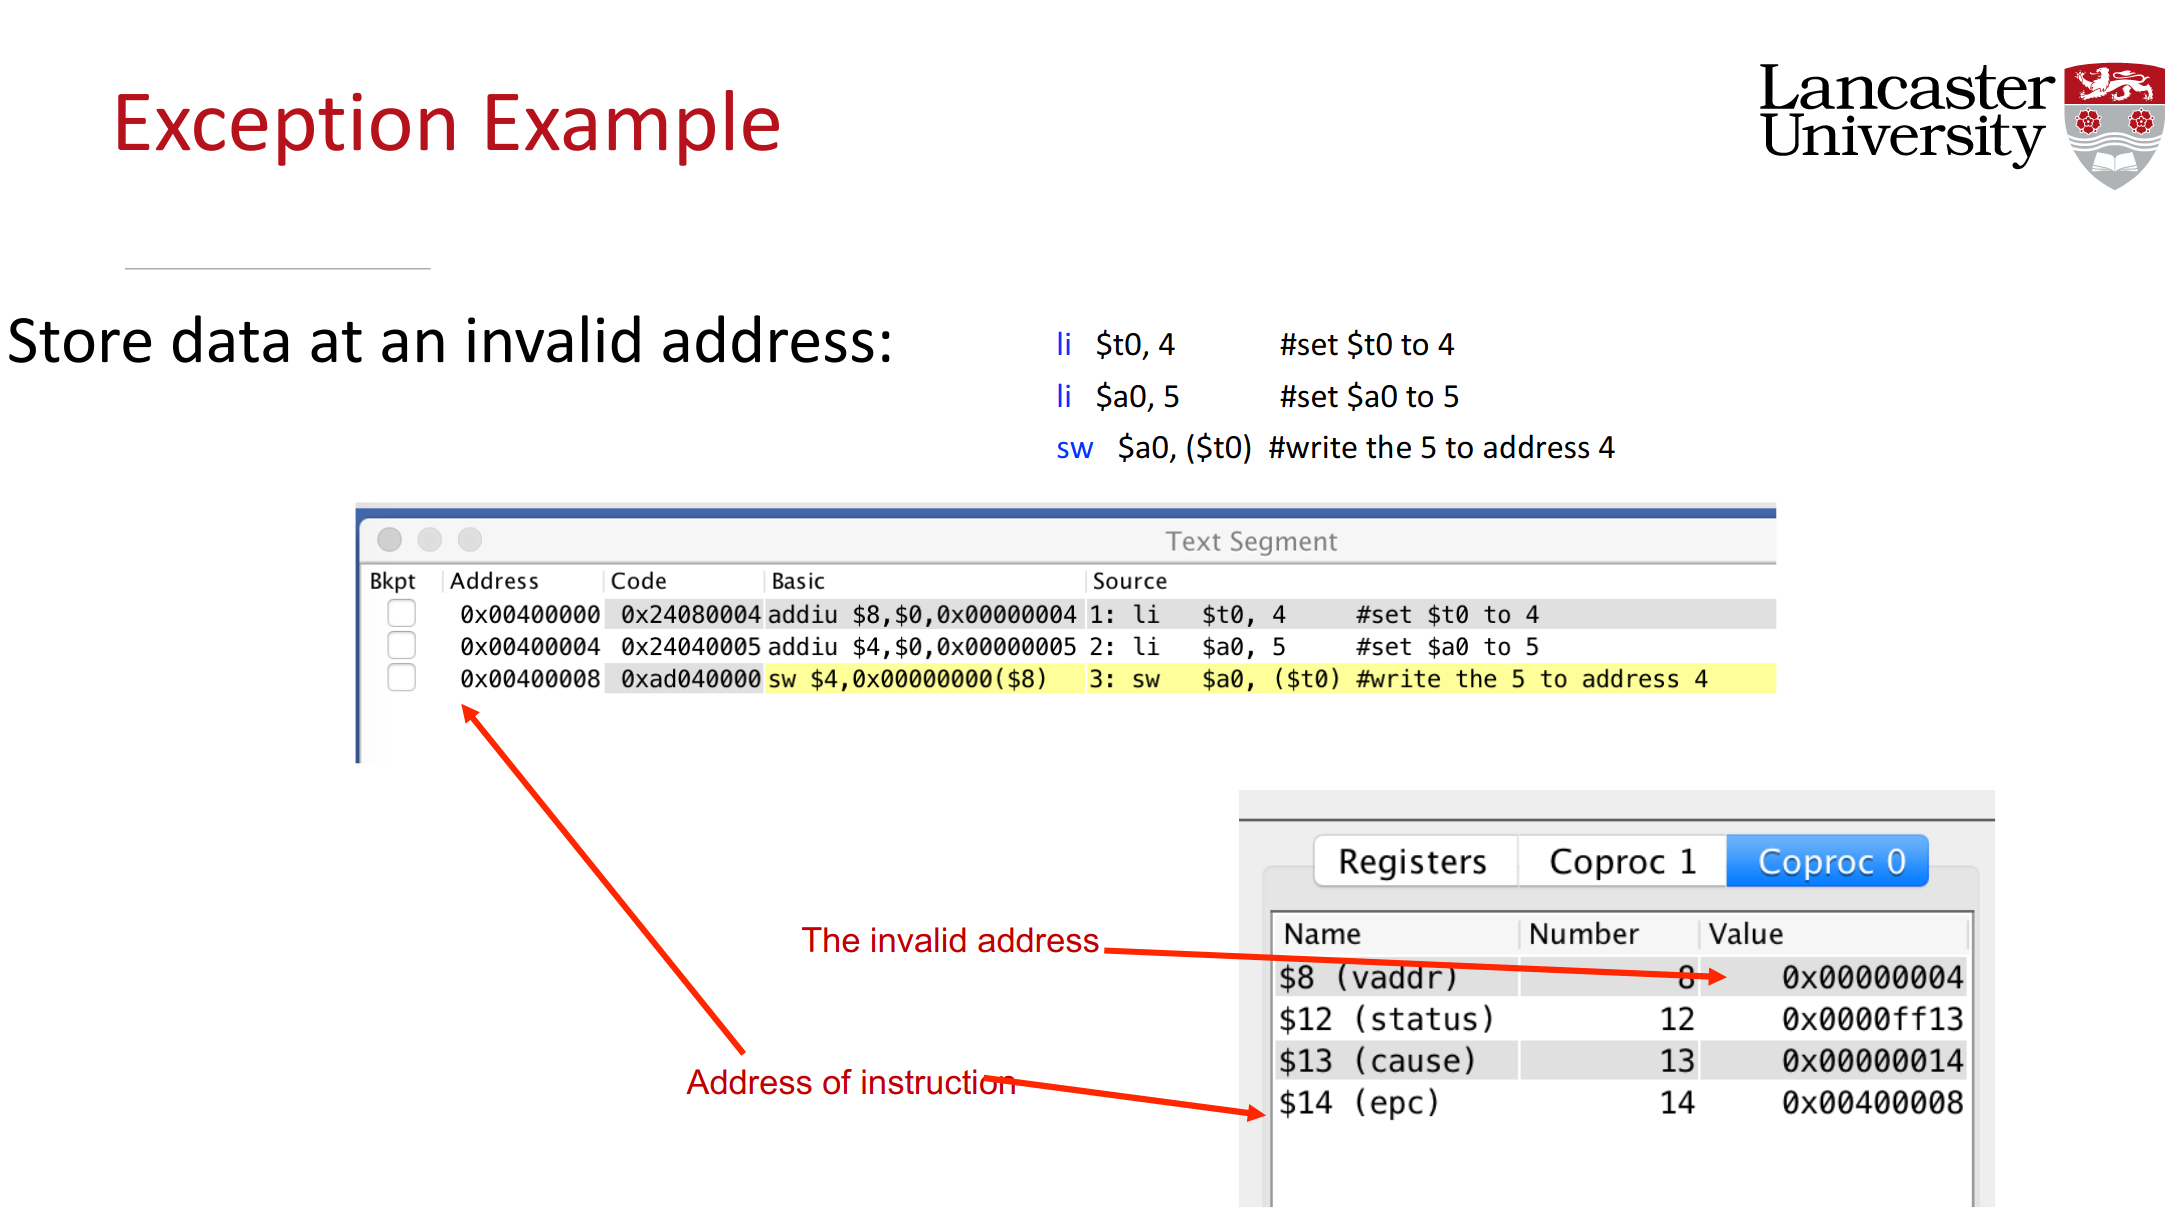 Exception Example
Lancaster
University
Store data at an invalid address:
li $t0, 4 #set $t0 to 4
li $a0, 5 #set $a0 to 5
sw $a0, ($t0) #write the 5 to address 4
Text Segment
Bkpt Address Code Basic Source
0x00400000 0x24080004 addiu $8,$0,0x00000004 1: li $t0, 4 #set $t0 to 4
0x00400004 0x24040005 addiu $4,$0,0x00000005 2: li $a0, 5 #set $a0 to 5
0x00400008 0xad040000 sw $4,0x00000000($8) 3: sw $a0, ($t0) #write the 5 to address 4
The invalid address
Address of instruction
Registers Coproc 1 Coproc 0
Name Number Value
$8 (vaddr) 8 0x00000004
$12 (status) 12 0x0000ff13
$13 (cause) 13 0x00000014
$14 (epc) 14 0x00400008